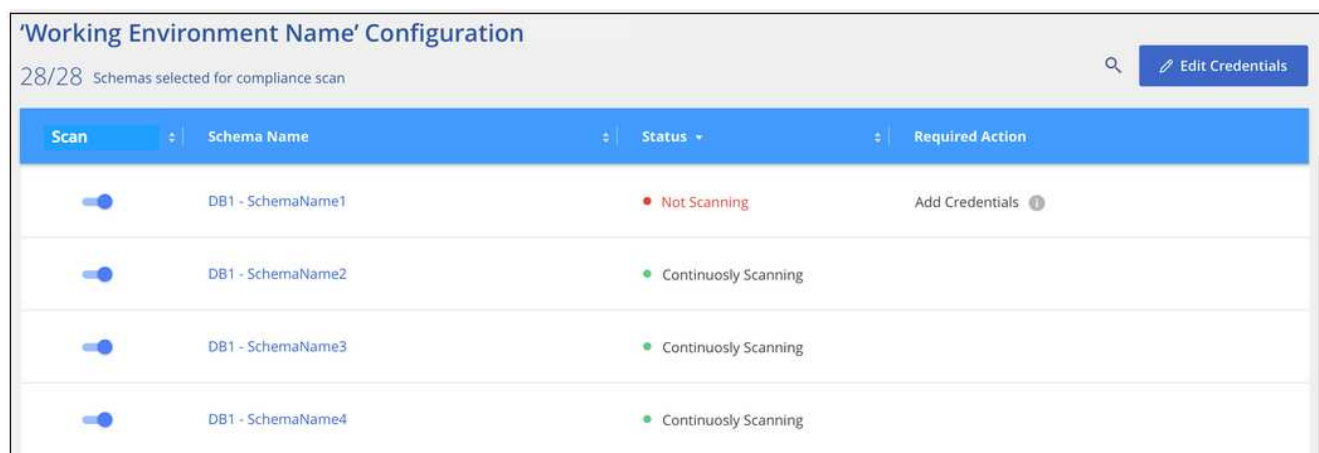 'Working Environment Name' Configuration
28/28 Schemas selected for compliance scan
Edit Credentials
Scan Schema Name Status Required Action
DB1 - SchemaName1 Not Scanning Add Credentials
DB1 - SchemaName2 Continuosly Scanning
DB1 - SchemaName3 Continuosly Scanning
DB1 - SchemaName4 Continuosly Scanning